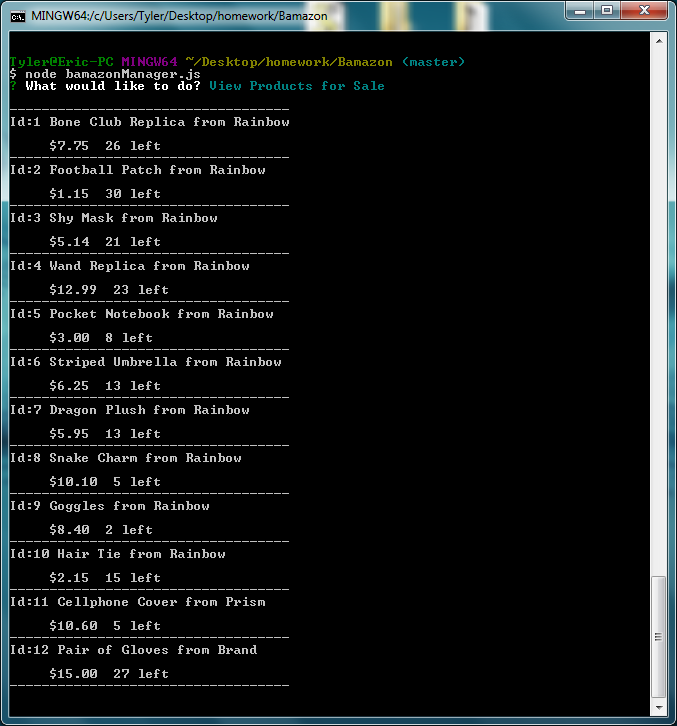 MINGW64:/c/Users/Tyler/Desktop/homework/Bamazon
Tyler@Eric-PC MINGW64 ~/Desktop/homework/Bamazon (master)
$ node bamazonManager.js
? What would you like to do? View Products for Sale
-----------------------------------
Id:1 Bone Club Replica from Rainbow
$7.75  26 left
-----------------------------------
Id:2 Football Patch from Rainbow
$1.15  30 left
-----------------------------------
Id:3 Shy Mask from Rainbow
$5.14  21 left
-----------------------------------
Id:4 Wand Replica from Rainbow
$12.99  23 left
-----------------------------------
Id:5 Pocket Notebook from Rainbow
$3.00  8 left
-----------------------------------
Id:6 Striped Umbrella from Rainbow
$6.25  13 left
-----------------------------------
Id:7 Dragon Plush from Rainbow
$5.95  13 left
-----------------------------------
Id:8 Snake Charm from Rainbow
$10.10  5 left
-----------------------------------
Id:9 Goggles from Rainbow
$8.40  2 left
-----------------------------------
Id:10 Hair Tie from Rainbow
$2.15  15 left
-----------------------------------
Id:11 Cellphone Cover from Prism
$10.60  5 left
-----------------------------------
Id:12 Pair of Gloves from Brand
$15.00  27 left
-----------------------------------